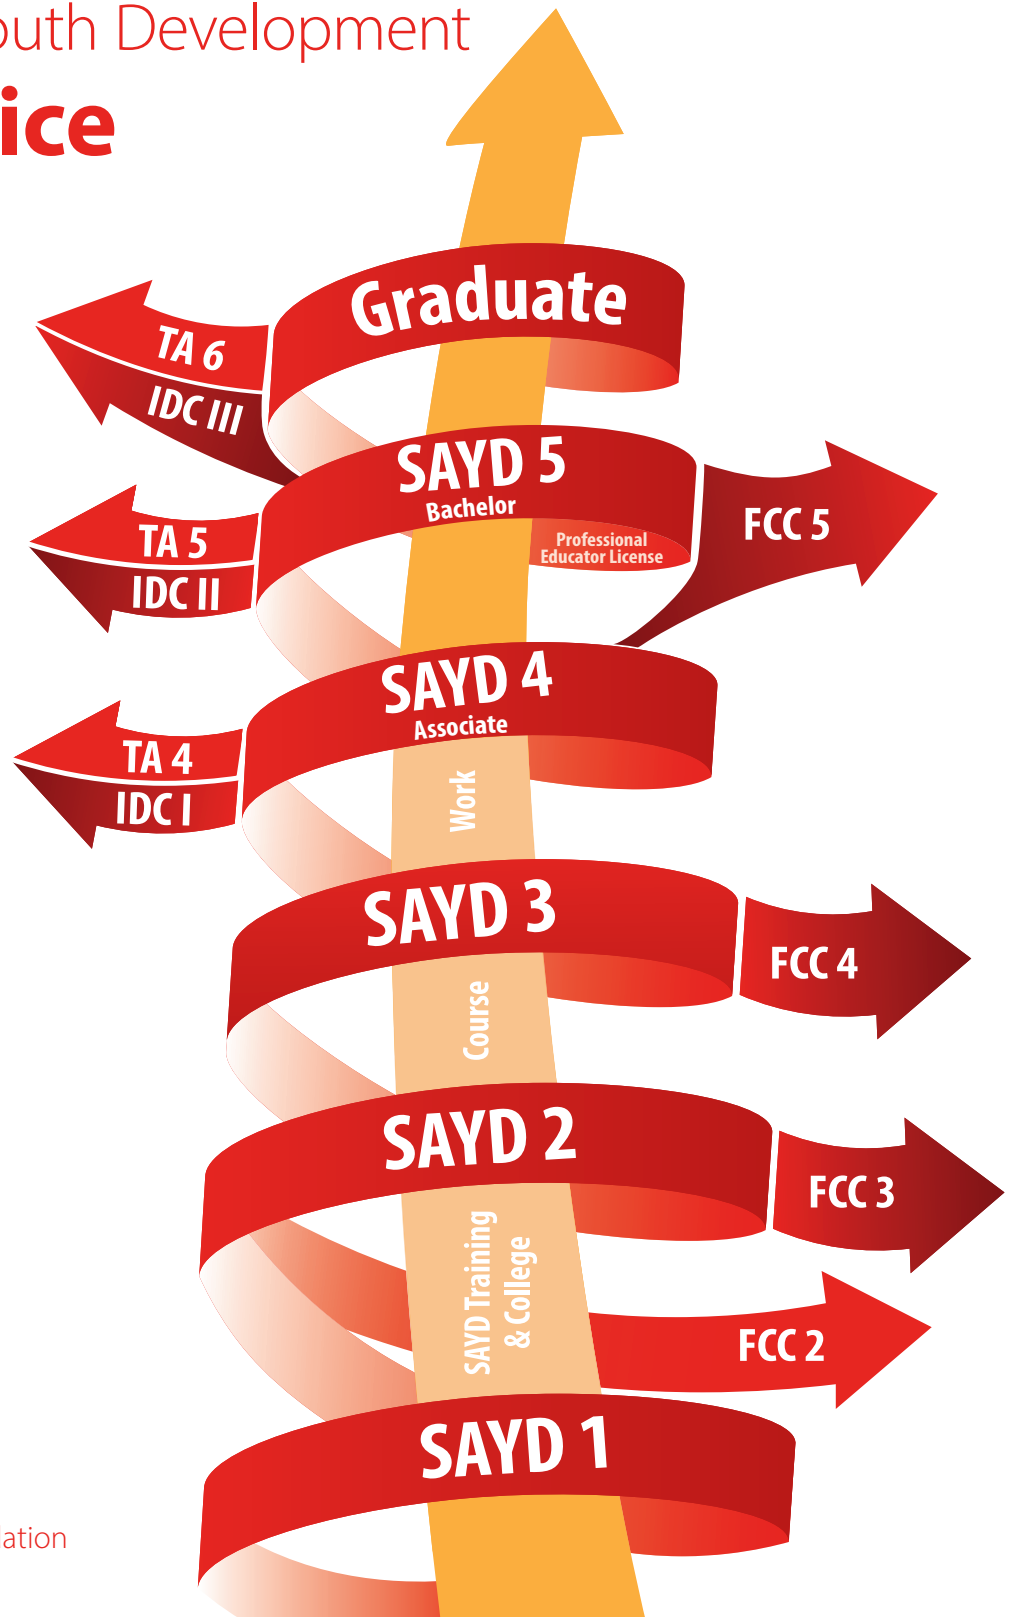 outh Development
ice
Graduate
TA 6
IDC III
SAYD 5
Bachelor
Professional
Educator License
FCC 5
TA 5
IDC II
SAYD 4
Associate
TA 4
IDC I
Work
SAYD 3
FCC 4
Course
SAYD 2
FCC 3
SAYD Training
& College
FCC 2
SAYD 1
lation